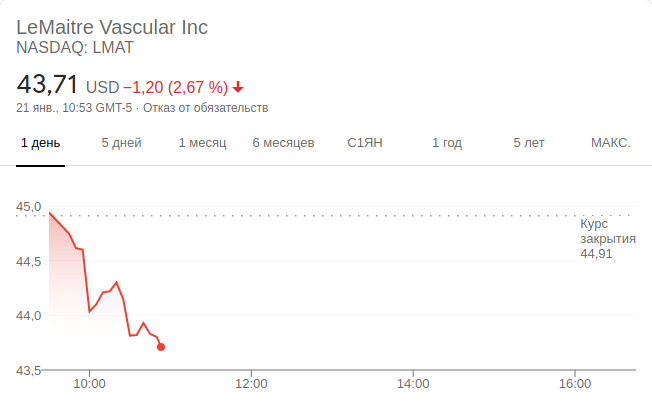 LeMaitre Vascular Inc
NASDAQ: LMAT
43,71 USD −1,20 (2,67 %)
21 янв., 10:53 GMT-5 · Отказ от обязательств
1 день 5 дней 1 месяц 6 месяцев С1ЯН 1 год 5 лет МАКС.
45,0
Курс
закрытия
44,91
44,5
44,0
43,5
10:00 12:00 14:00 16:00